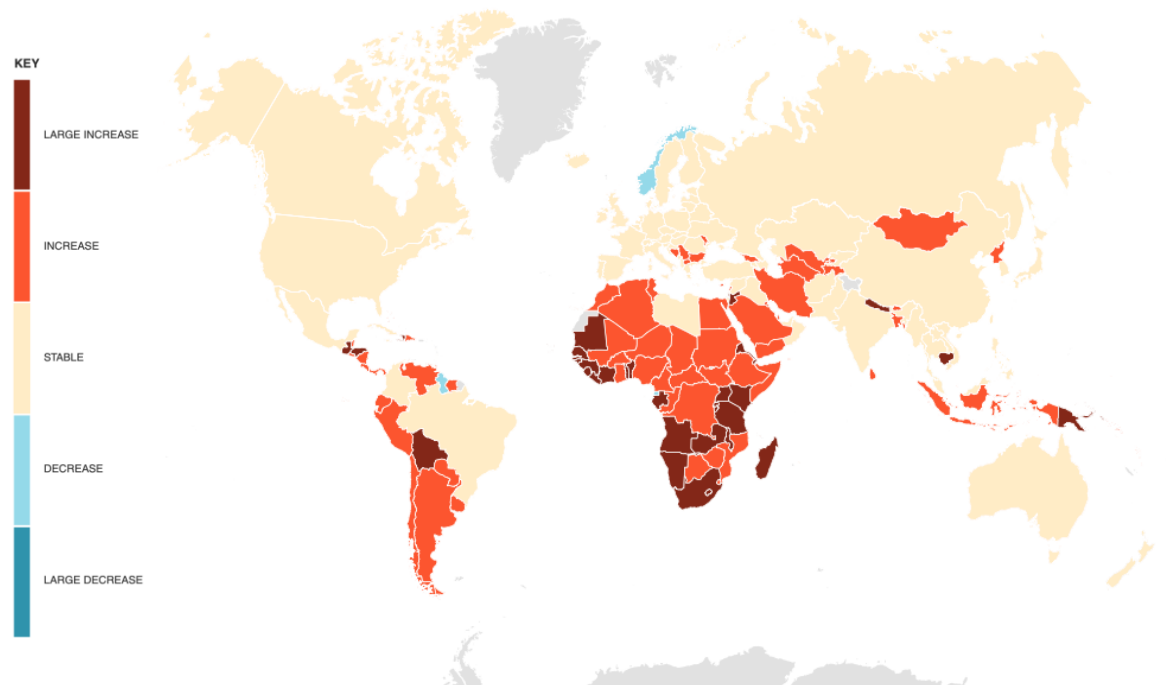 KEY
LARGE INCREASE
INCREASE
STABLE
DECREASE
LARGE DECREASE